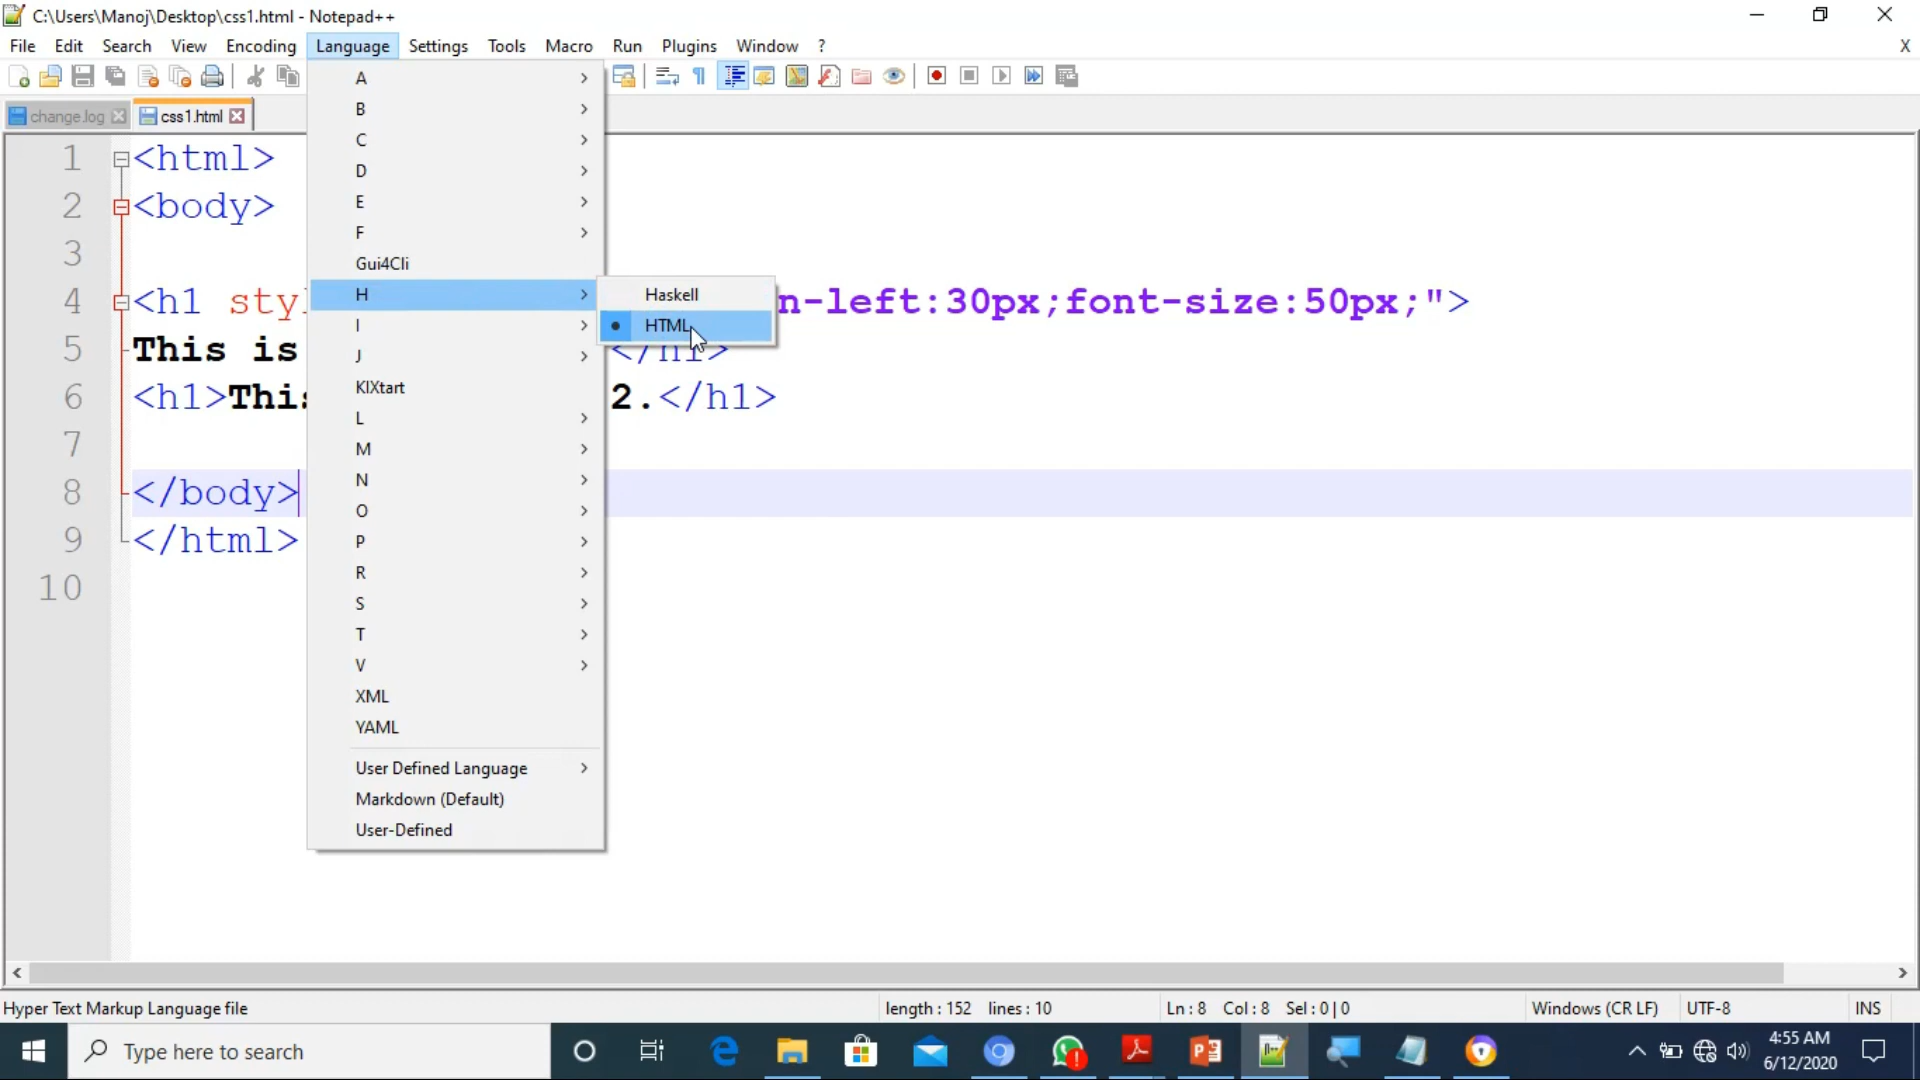 C:\Users\Manoj\Desktop\css1.html - Notepad++
File Edit Search View Encoding Language Settings Tools Macro Run Plugins Window ? X
change.log css1.html
A
B
C
D
E
F
Gui4Cli
H
I
J
KIXtart
L
M
N
O
P
R
S
T
V
XML
YAML
User Defined Language
Markdown (Default)
User-Defined
Haskell
HTML
1 <html>
2 <body>
3
4 <h1 sty n-left:30px;font-size:50px;">
5 This is </h1>
6 <h1>This 2.</h1>
7
8 </body>
9 </html>
10
Hyper Text Markup Language file length : 152 lines : 10 Ln : 8 Col : 8 Sel : 0 | 0 Windows (CR LF) UTF-8 INS
Type here to search
4:55 AM
6/12/2020